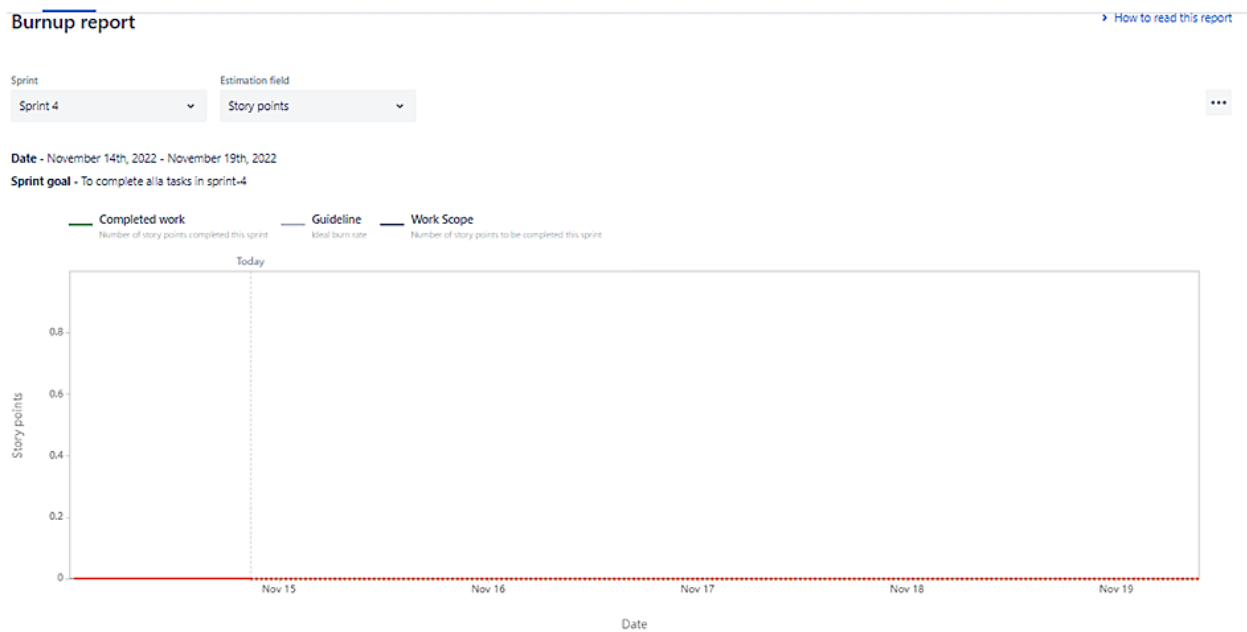 Burnup report
How to read this report
Sprint
Estimation field
Sprint 4
Story points
Date - November 14th, 2022 - November 19th, 2022
Sprint goal - To complete alla tasks in sprint-4
Completed work
Guideline
Work Scope
Number of story points completed this sprint
Ideal burn rate
Number of story points to be completed this sprint
Today
0.8
0.6
0.4
0.2
0
Story points
Nov 15
Nov 16
Nov 17
Nov 18
Nov 19
Date